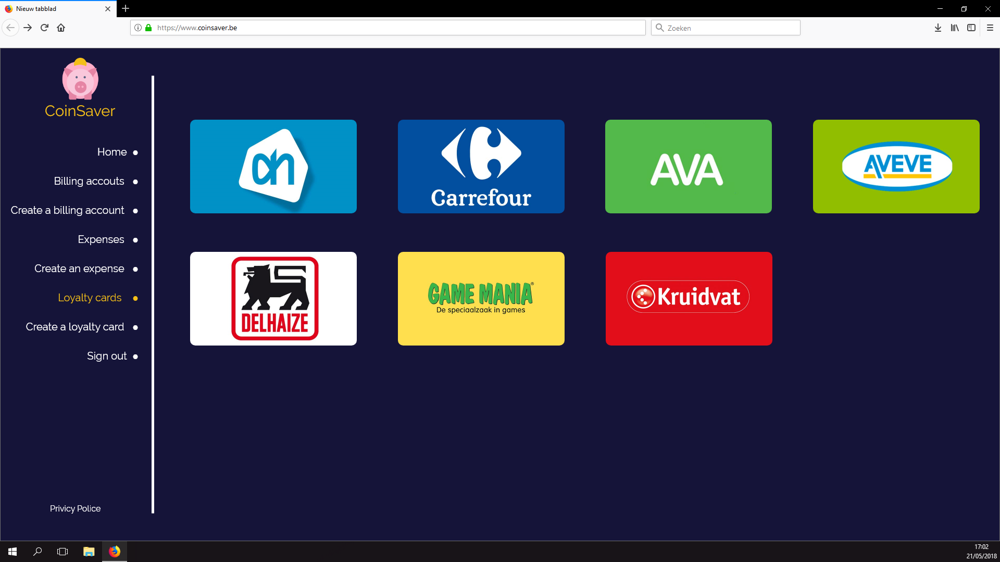 Nieuw tabblad
https://www.coinsaver.be
Zoeken
CoinSaver
Home
Billing accouts
Create a billing account
Expenses
Create an expense
Loyalty cards
Create a loyalty card
Sign out
Privicy Police
ah
Carrefour
AVA
AVEVE
DELHAIZE
GAME MANIA®
De speciaalzaak in games
Kruidvat
17:02
21/05/2018